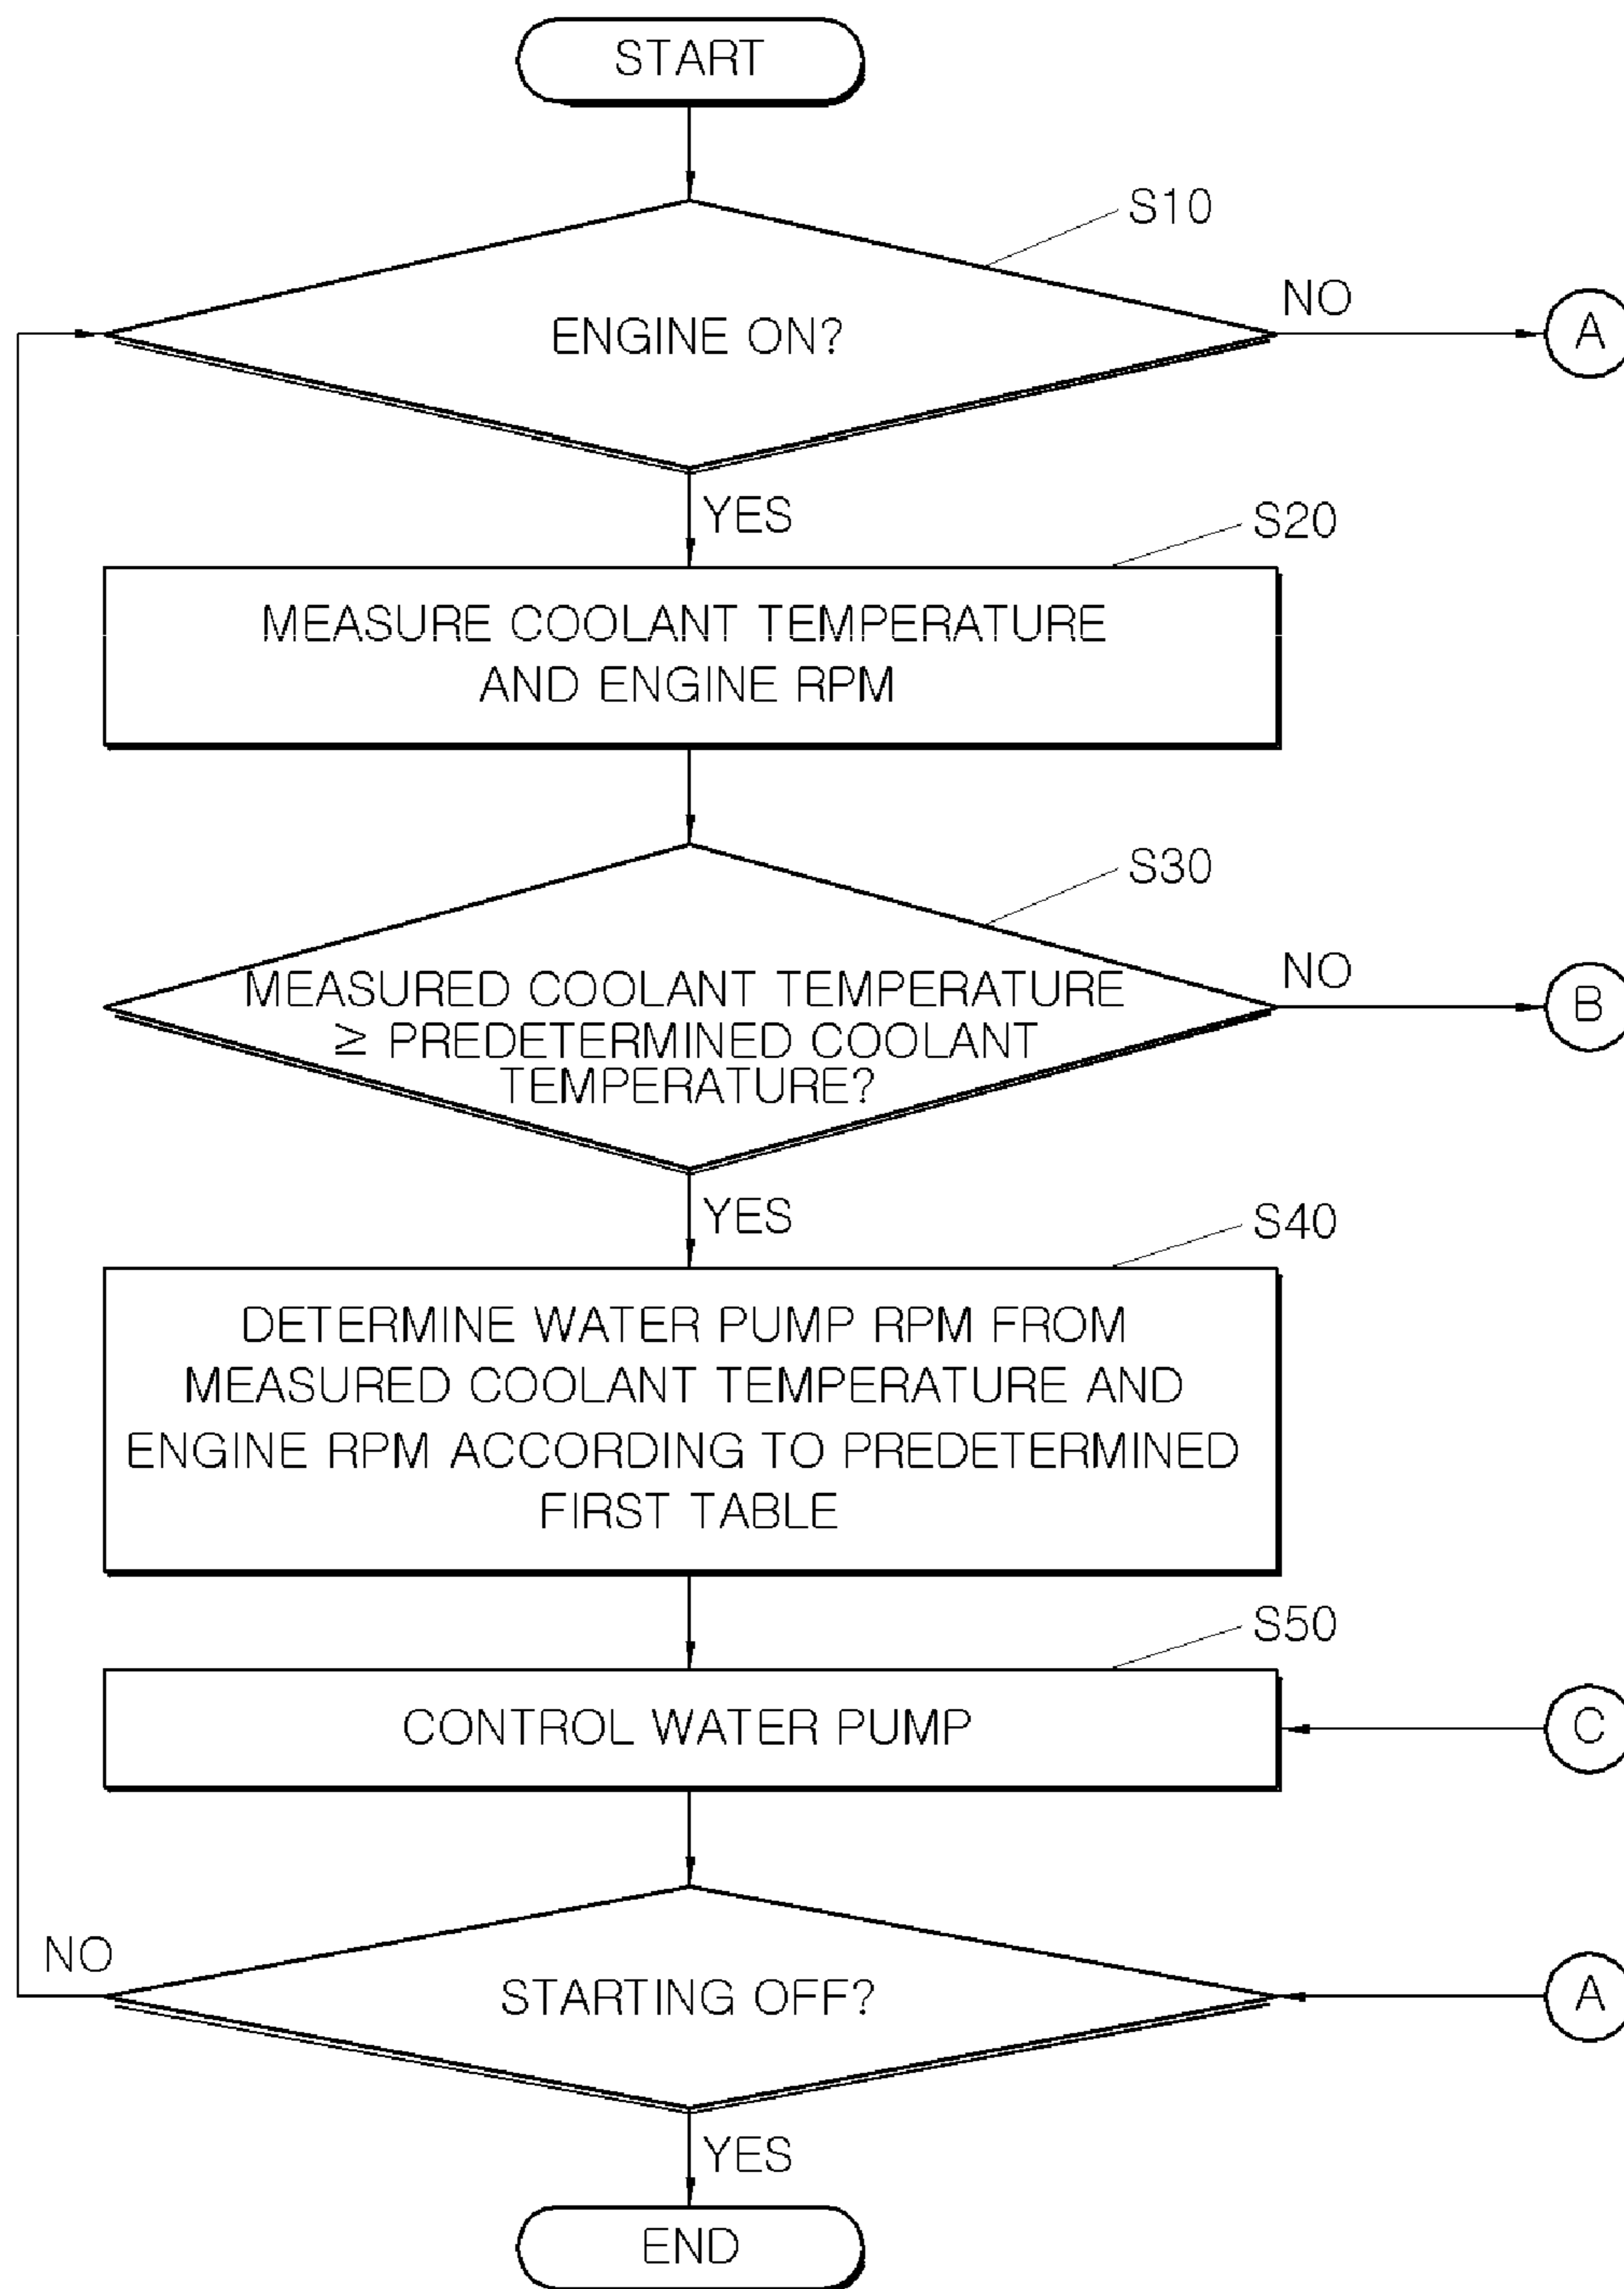 START
S10
ENGINE ON?
NO
A
YES
S20
MEASURE COOLANT TEMPERATURE
AND ENGINE RPM
S30
MEASURED COOLANT TEMPERATURE
≥ PREDETERMINED COOLANT
TEMPERATURE?
NO
B
YES
S40
DETERMINE WATER PUMP RPM FROM
MEASURED COOLANT TEMPERATURE AND
ENGINE RPM ACCORDING TO PREDETERMINED
FIRST TABLE
S50
CONTROL WATER PUMP
C
NO
STARTING OFF?
A
YES
END